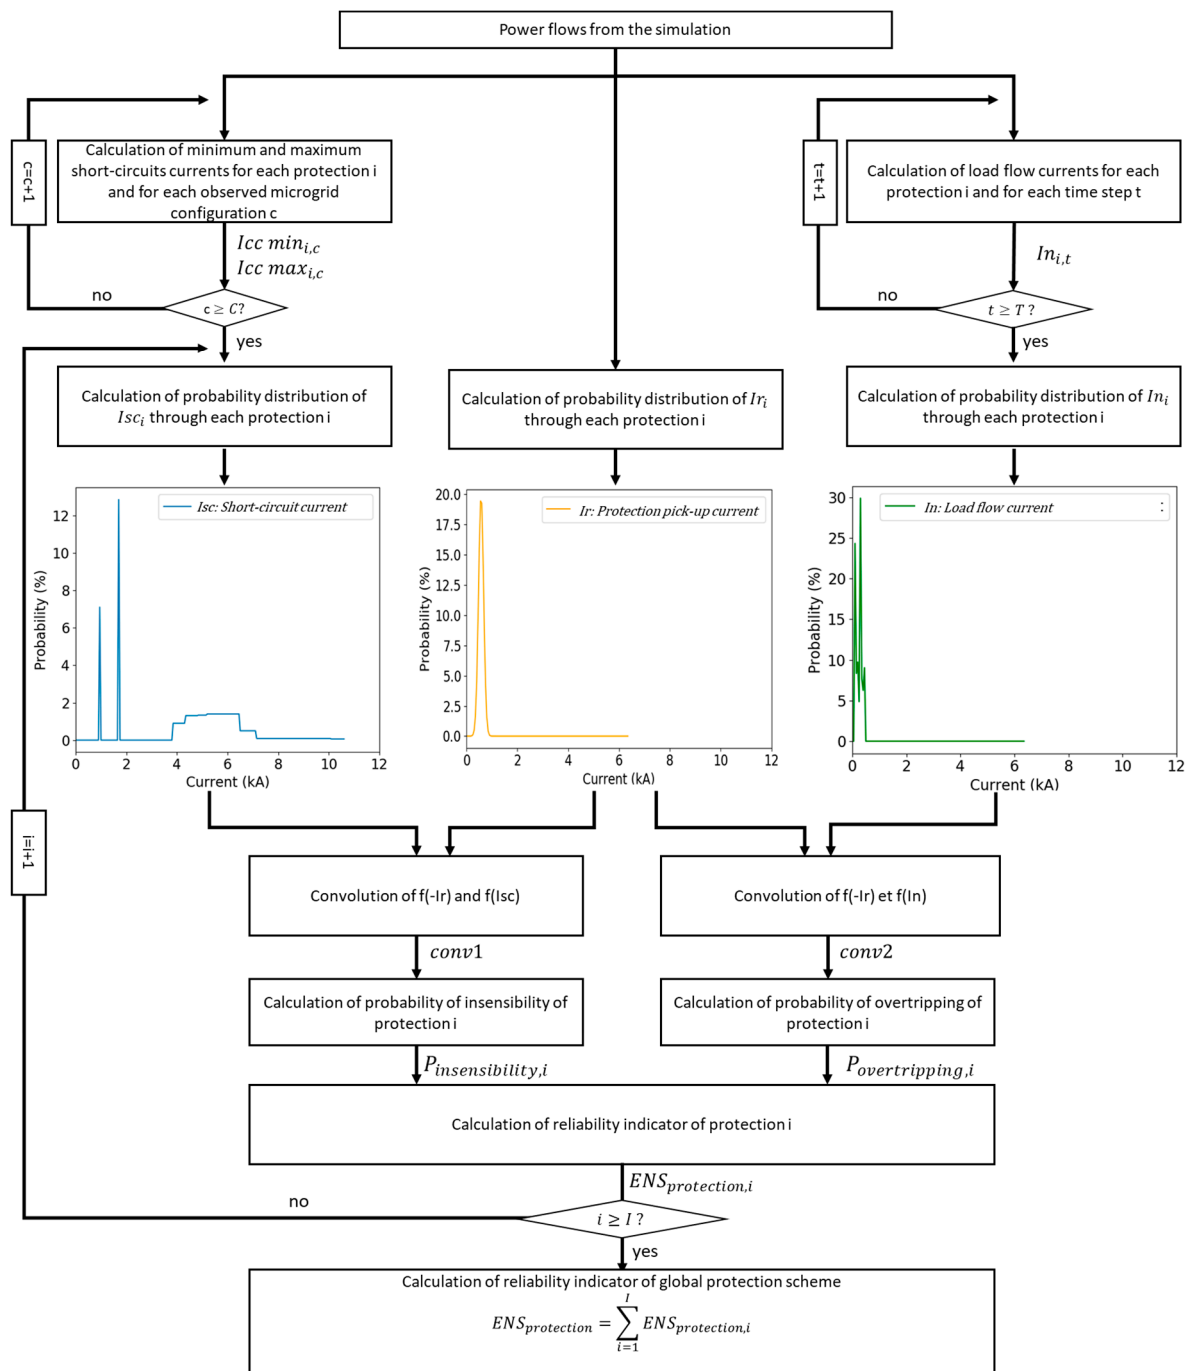 Power flows from the simulation
c=c+1
Calculation of minimum and maximum
short-circuits currents for each protection i
and for each observed microgrid
configuration c
t=t+1
Calculation of load flow currents for each
protection i and for each time step t
Icc min_{i,c}
Icc max_{i,c}
In_{i,t}
no
c ≥ C?
yes
no
t ≥ T ?
yes
Calculation of probability distribution of
Isc_i through each protection i
Calculation of probability distribution of Ir_i
through each protection i
Calculation of probability distribution of In_i
through each protection i
Isc: Short-circuit current
12
10
8
6
4
2
0
Probability (%)
0 2 4 6 8 10 12
Current (kA)
Ir: Protection pick-up current
20.0
17.5
15.0
12.5
10.0
7.5
5.0
2.5
0.0
Probability (%)
0 2 4 6 8 10 12
Current (kA)
In: Load flow current :
30
25
20
15
10
5
0
Probability (%)
0 2 4 6 8 10 12
Current (kA)
i=i+1
Convolution of f(-Ir) and f(Isc)
Convolution of f(-Ir) et f(In)
conv1
conv2
Calculation of probability of insensibility of
protection i
Calculation of probability of overtripping of
protection i
P_{insensibility,i}
P_{overtripping,i}
Calculation of reliability indicator of protection i
ENS_{protection,i}
no
i ≥ I ?
yes
Calculation of reliability indicator of global protection scheme
ENS_{protection} = \sum_{i=1}^{I} ENS_{protection,i}